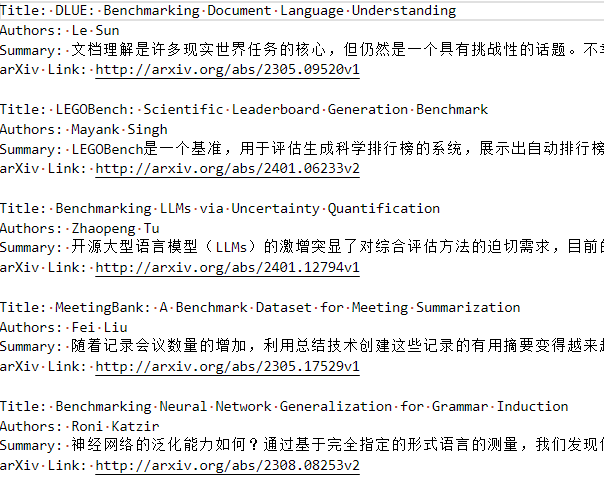 Title: DLUE: Benchmarking Document Language Understanding
Authors: Le Sun
Summary: 文档理解是许多现实世界任务的核心，但仍然是一个具有挑战性的话题。不
arXiv Link: http://arxiv.org/abs/2305.09520v1
Title: LEGOBench: Scientific Leaderboard Generation Benchmark
Authors: Mayank Singh
Summary: LEGOBench是一个基准，用于评估生成科学排行榜的系统，展示出自动排行榜
arXiv Link: http://arxiv.org/abs/2401.06233v2
Title: Benchmarking LLMs via Uncertainty Quantification
Authors: Zhaopeng Tu
Summary: 开源大型语言模型（LLMs）的激增突显了对综合评估方法的迫切需求，目前
arXiv Link: http://arxiv.org/abs/2401.12794v1
Title: MeetingBank: A Benchmark Dataset for Meeting Summarization
Authors: Fei Liu
Summary: 随着记录会议数量的增加，利用总结技术创建这些记录的有用摘要变得越来
arXiv Link: http://arxiv.org/abs/2305.17529v1
Title: Benchmarking Neural Network Generalization for Grammar Induction
Authors: Roni Katzir
Summary: 神经网络的泛化能力如何？通过基于完全指定的形式语言的测量，我们发现
arXiv Link: http://arxiv.org/abs/2308.08253v2